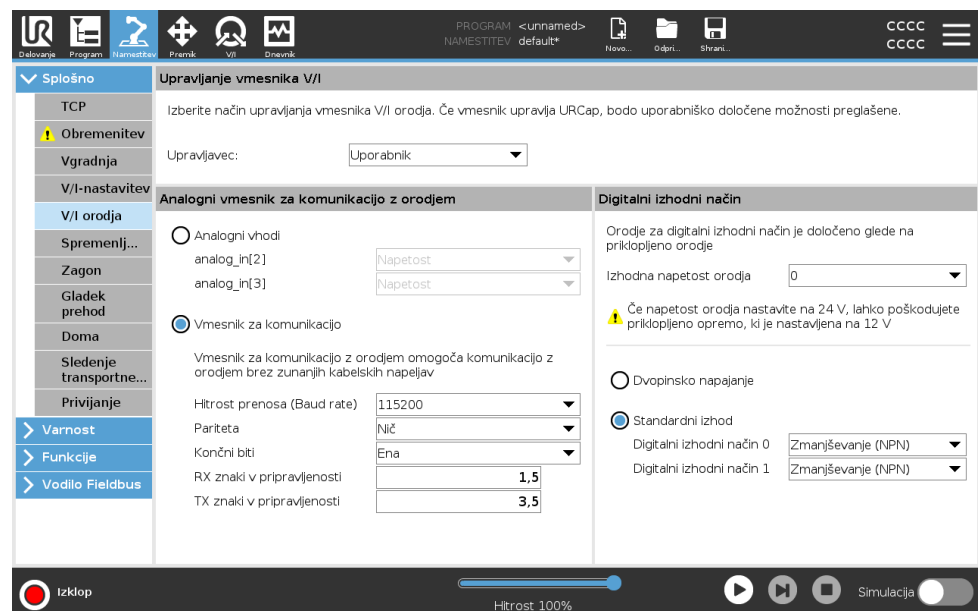 PROGRAM <unnamed>
NAMESTITEV default*
CCCC
CCCC
Delovanje
Program
Namestitev
Premik
V/I
Dnevnik
Novo...
Odpri...
Shrani...
Splošno
TCP
Obremenitev
Vgradnja
V/I-nastavitev
V/I orodja
Spremenlj...
Zagon
Gladek
prehod
Doma
Sledenje
transportne...
Privijanje
Varnost
Funkcije
Vodilo Fieldbus
Upravljanje vmesnika V/I
Izberite način upravljanja vmesnika V/I orodja. Če vmesnik upravlja URCap, bodo uporabniško določene možnosti preglašene.
Upravljavec: Uporabnik
Analogni vmesnik za komunikacijo z orodjem
Analogni vhodi
analog_in[2] Napetost
analog_in[3] Napetost
Vmesnik za komunikacijo
Vmesnik za komunikacijo z orodjem omogoča komunikacijo z
orodjem brez zunanjih kabelskih napeljav
Hitrost prenosa (Baud rate) 115200
Pariteta Nič
Končni biti Ena
RX znaki v pripravljenosti 1,5
TX znaki v pripravljenosti 3,5
Digitalni izhodni način
Orodje za digitalni izhodni način je določeno glede na
priklopljeno orodje
Izhodna napetost orodja 0
Če napetost orodja nastavite na 24 V, lahko poškodujete
priklopljeno opremo, ki je nastavljena na 12 V
Dvopinsko napajanje
Standardni izhod
Digitalni izhodni način 0 Zmanjševanje (NPN)
Digitalni izhodni način 1 Zmanjševanje (NPN)
Izklop
Hitrost 100%
Simulacija